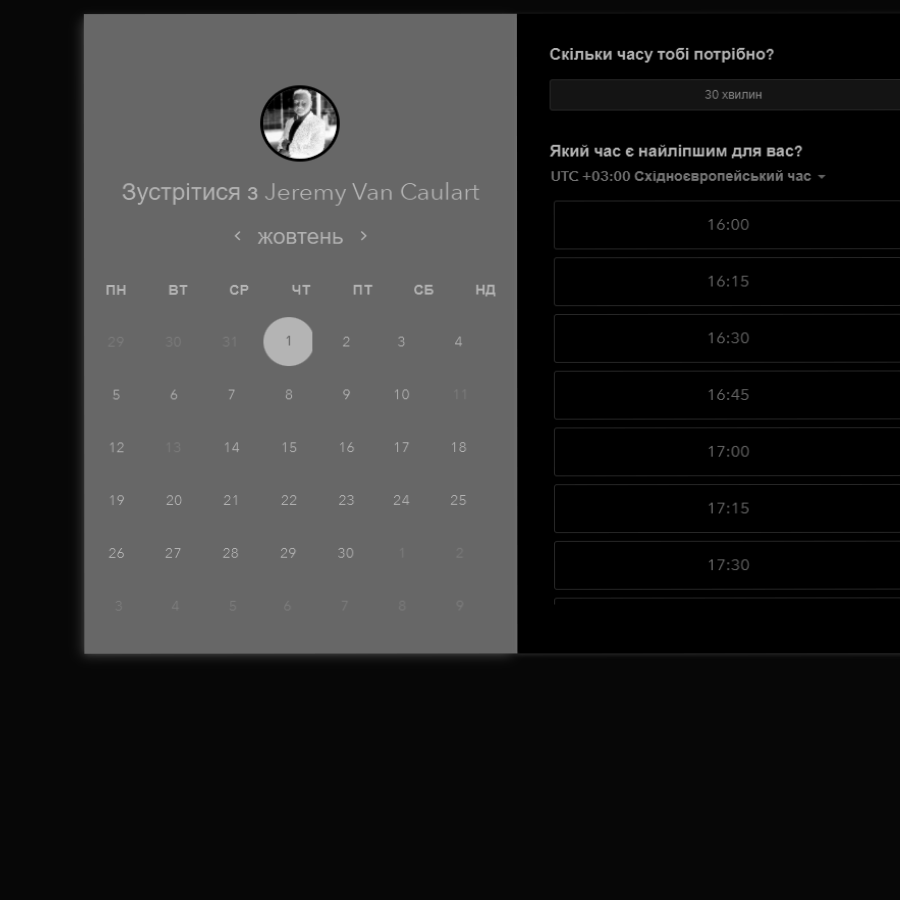 Зустрітися з Jeremy Van Caulart
жовтень
ПН ВТ СР ЧТ ПТ СБ НД
29 30 31 1 2 3 4
5 6 7 8 9 10 11
12 13 14 15 16 17 18
19 20 21 22 23 24 25
26 27 28 29 30 1 2
3 4 5 6 7 8 9
Скільки часу тобі потрібно?
30 хвилин
Який час є найліпшим для вас?
UTC +03:00 Східноєвропейський час
16:00
16:15
16:30
16:45
17:00
17:15
17:30